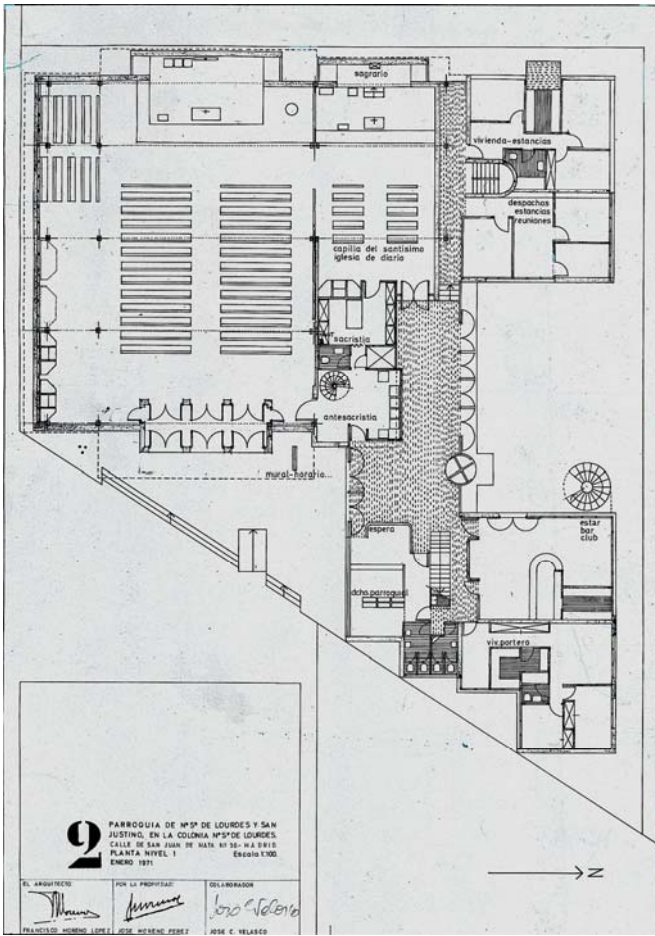 sagrario
vivienda-estancias
despachos
estancias
reuniones
capilla del santisimo
iglesia de diario
sacristia
antesacristia
mural-horario
espera
dcho.parroquial
estar
bar
club
viv.portero
N
2
PARROQUIA DE Nª Sª DE LOURDES Y SAN
JUSTINO, EN LA COLONIA Nª Sª DE LOURDES.
CALLE DE SAN JUAN DE MATA Nº 36- MADRID
PLANTA NIVEL 1 Escala 1:100
ENERO 1971
EL ARQUITECTO: POR LA PROPIEDAD: COLABORADOR
FRANCISCO MORENO LOPEZ JOSE MORENO PEREZ JOSE C. VELASCO